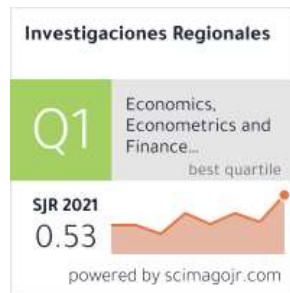 Investigaciones Regionales
Q1
Economics,
Econometrics and
Finance...
best quartile
SJR 2021
0.53
powered by scimagojr.com